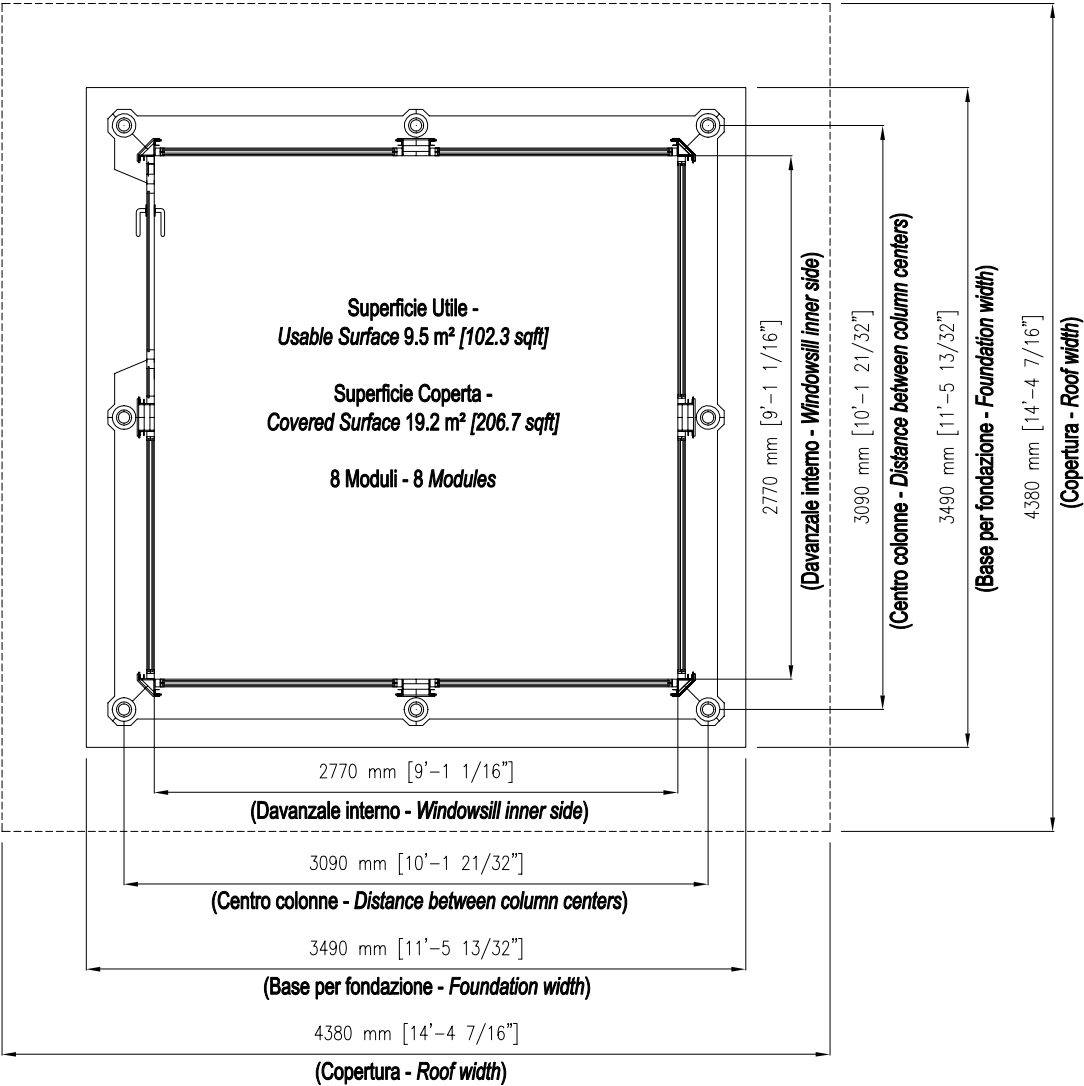 Superficie Utile -
Usable Surface 9.5 m² [102.3 sqft]
Superficie Coperta -
Covered Surface 19.2 m² [206.7 sqft]
8 Moduli - 8 Modules
2770 mm [9'-1 1/16"]
(Davanzale interno - Windowsill inner side)
3090 mm [10'-1 21/32"]
(Centro colonne - Distance between column centers)
3490 mm [11'-5 13/32"]
(Base per fondazione - Foundation width)
4380 mm [14'-4 7/16"]
(Copertura - Roof width)
2770 mm [9'-1 1/16"]
(Davanzale interno - Windowsill inner side)
3090 mm [10'-1 21/32"]
(Centro colonne - Distance between column centers)
3490 mm [11'-5 13/32"]
(Base per fondazione - Foundation width)
4380 mm [14'-4 7/16"]
(Copertura - Roof width)